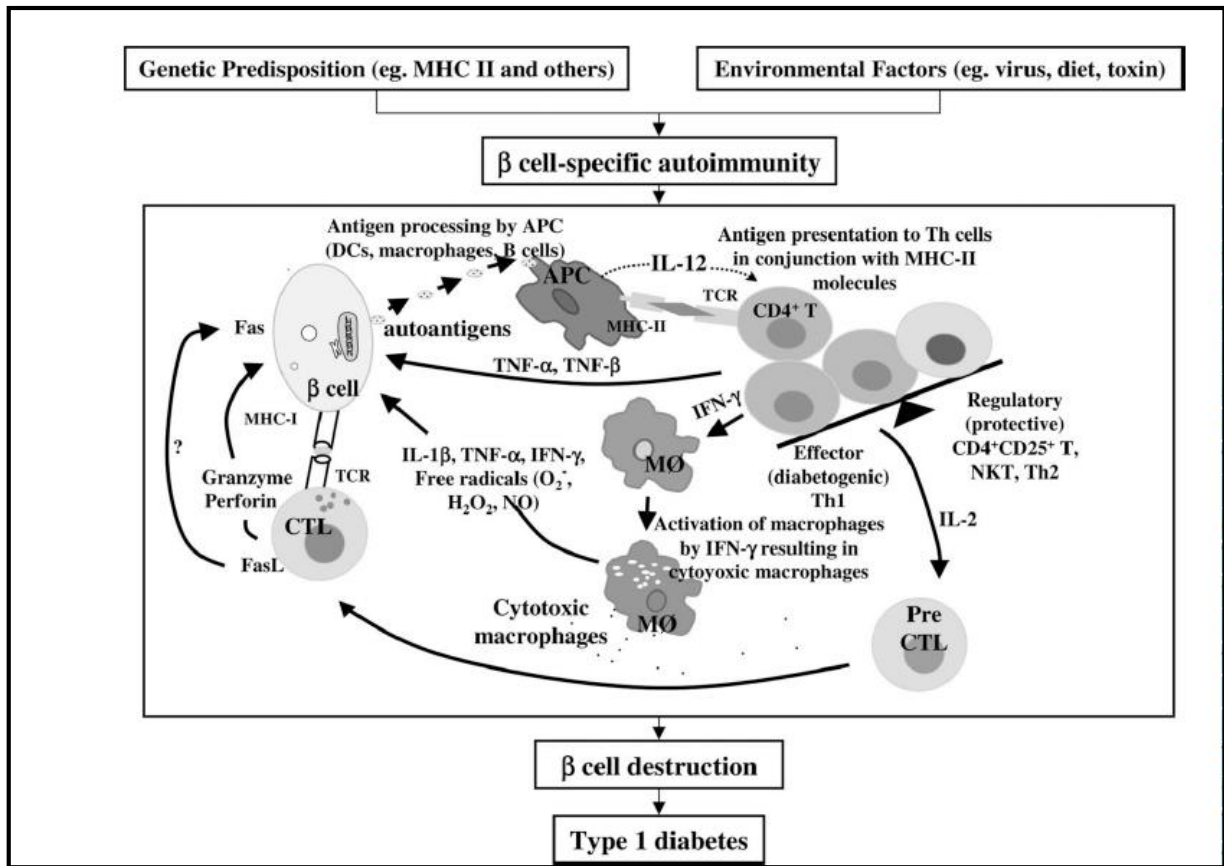 Genetic Predisposition (eg. MHC II and others)
Environmental Factors (eg. virus, diet, toxin)
β cell-specific autoimmunity
Antigen processing by APC
(DCs, macrophages, B cells)
APC
IL-12
Antigen presentation to Th cells
in conjunction with MHC-II
molecules
TCR
MHC-II
CD4⁺ T
Fas
autoantigens
β cell
TNF-α, TNF-β
MHC-I
?
IFN-γ
Regulatory
(protective)
CD4⁺CD25⁺ T,
NKT, Th2
MØ
Effector
(diabetogenic)
Th1
IL-1β, TNF-α, IFN-γ,
Free radicals (O₂⁻,
H₂O₂, NO)
Granzyme
Perforin
TCR
CTL
FasL
IL-2
Activation of macrophages
by IFN-γ resulting in
cytoyoxic macrophages
Cytotoxic
macrophages
MØ
Pre
CTL
β cell destruction
Type 1 diabetes